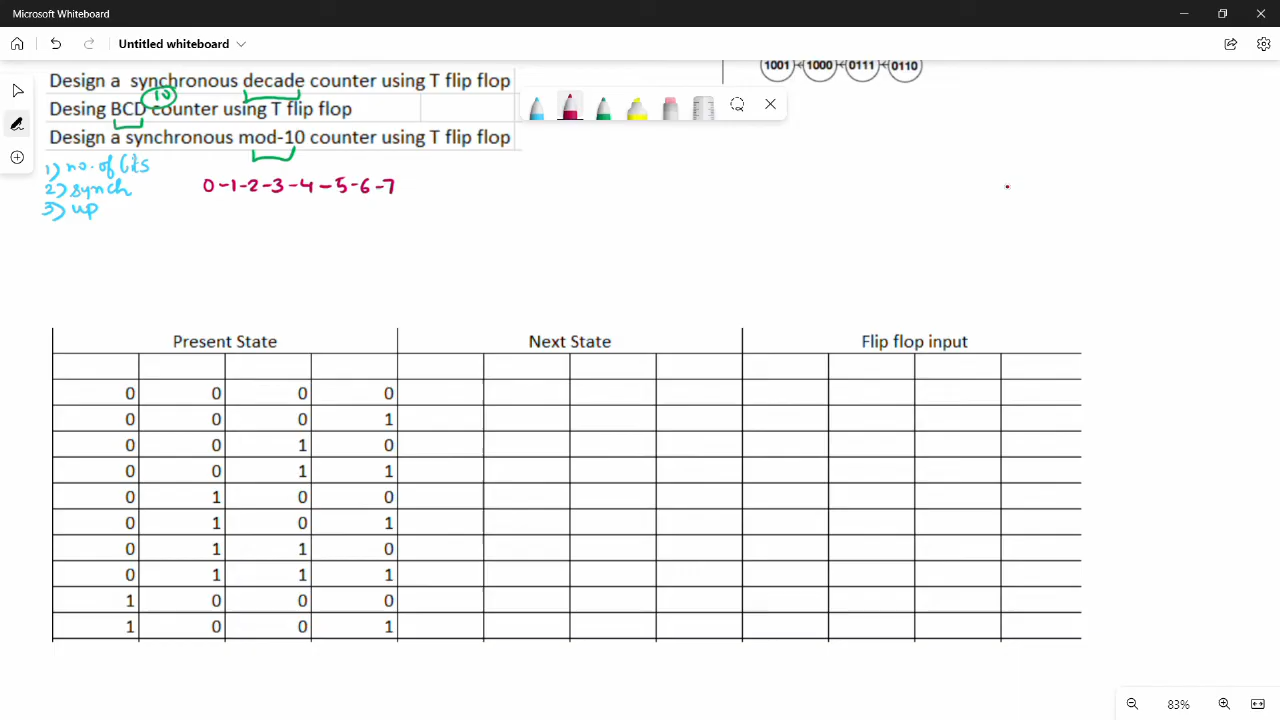 Microsoft Whiteboard
Untitled whiteboard
Design a synchronous decade counter using T flip flop
10
Desing BCD counter using T flip flop
Design a synchronous mod-10 counter using T flip flop
1001 1000 0111 0110
1) no. of bits
2) synch
3) up
0-1-2-3-4-5-6-7
Present State Next State Flip flop input
0 0 0 0
0 0 0 1
0 0 1 0
0 0 1 1
0 1 0 0
0 1 0 1
0 1 1 0
0 1 1 1
1 0 0 0
1 0 0 1
83%